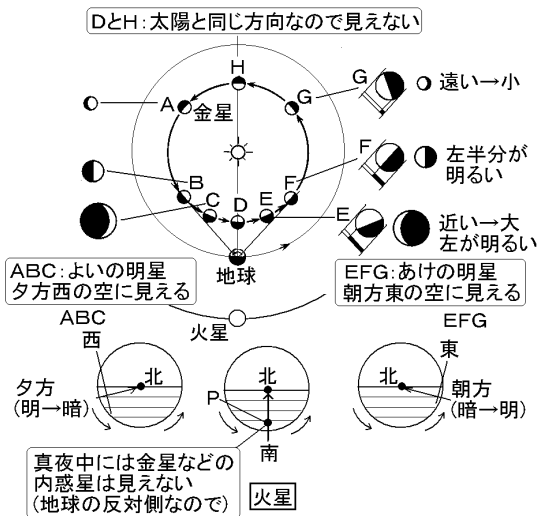 DとH:太陽と同じ方向なので見えない
H
A
金星
G
B
C
D
E
F
地球
G
遠い→小
F
左半分が
明るい
E
近い→大
左が明るい
ABC:よいの明星
夕方西の空に見える
EFG:あけの明星
朝方東の空に見える
火星
ABC
西
北
夕方
(明→暗)
北
P
南
EFG
東
北
朝方
(暗→明)
真夜中には金星などの
内惑星は見えない
(地球の反対側なので)
火星